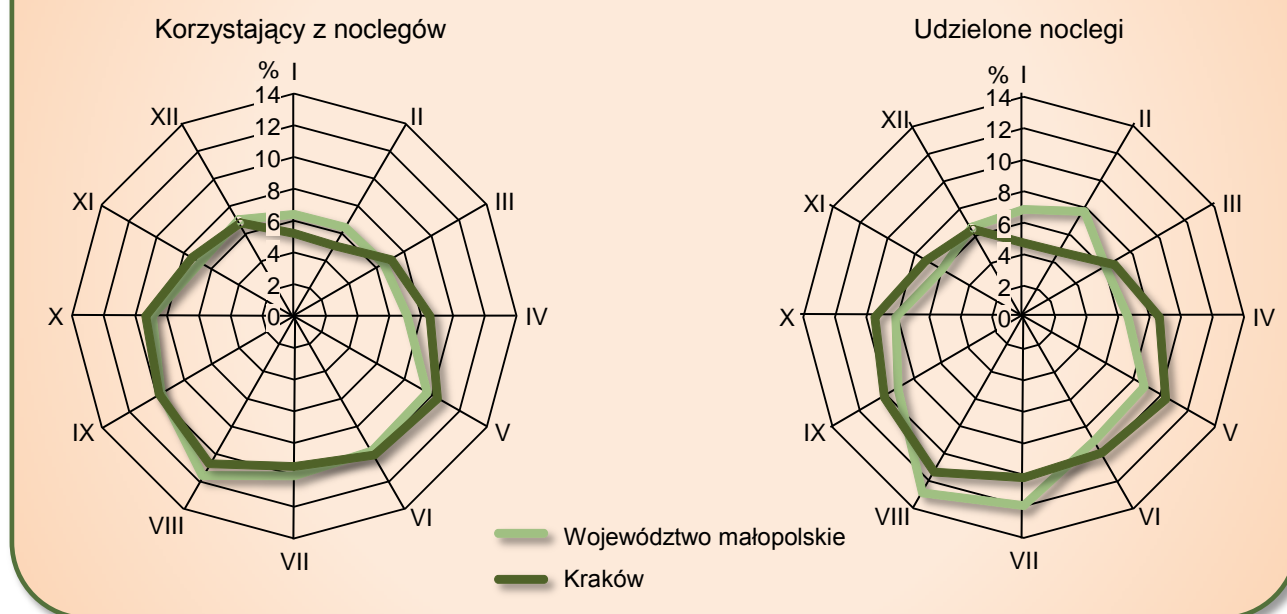 Korzystający z noclegów
% I
14
12
10
8
6
4
2
0
II
III
IV
V
VI
VII
VIII
IX
X
XI
XII
Udzielone noclegi
% I
14
12
10
8
6
4
2
0
II
III
IV
V
VI
VII
VIII
IX
X
XI
XII
Województwo małopolskie
Kraków